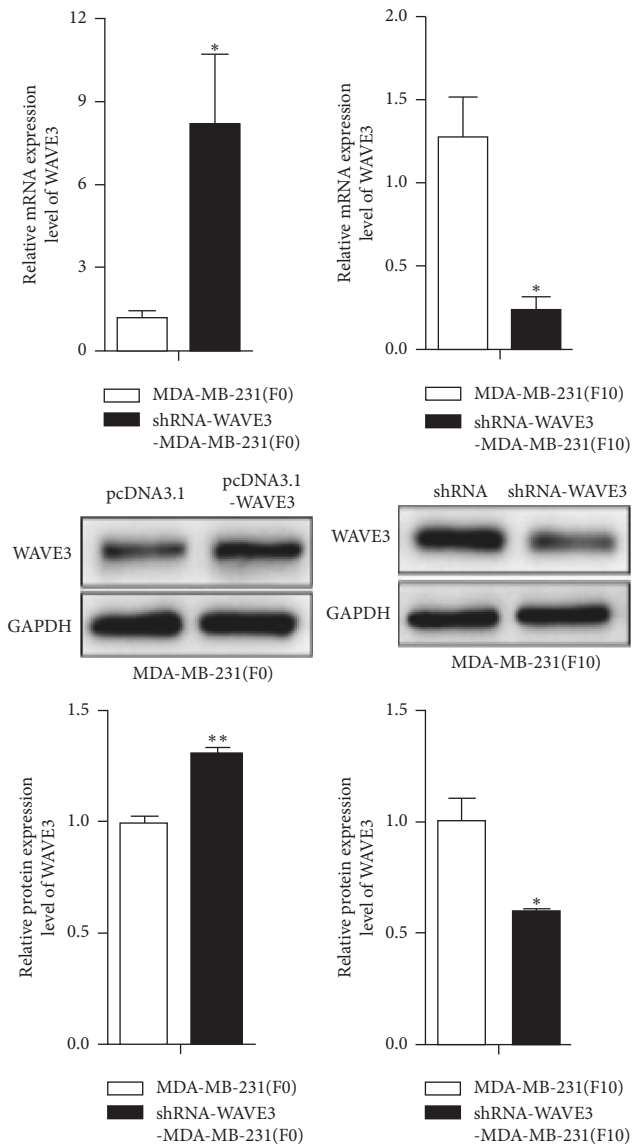 Relative mRNA expression
level of WAVE3
12
9
6
3
0
*
MDA-MB-231(F0)
shRNA-WAVE3
-MDA-MB-231(F0)
Relative mRNA expression
level of WAVE3
2.0
1.5
1.0
0.5
0.0
*
MDA-MB-231(F10)
shRNA-WAVE3
-MDA-MB-231(F10)
pcDNA3.1
pcDNA3.1
-WAVE3
WAVE3
GAPDH
MDA-MB-231(F0)
shRNA
shRNA-WAVE3
WAVE3
GAPDH
MDA-MB-231(F10)
Relative protein expression
level of WAVE3
1.5
1.0
0.5
0.0
**
MDA-MB-231(F0)
shRNA-WAVE3
-MDA-MB-231(F0)
Relative protein expression
level of WAVE3
1.5
1.0
0.5
0.0
*
MDA-MB-231(F10)
shRNA-WAVE3
-MDA-MB-231(F10)